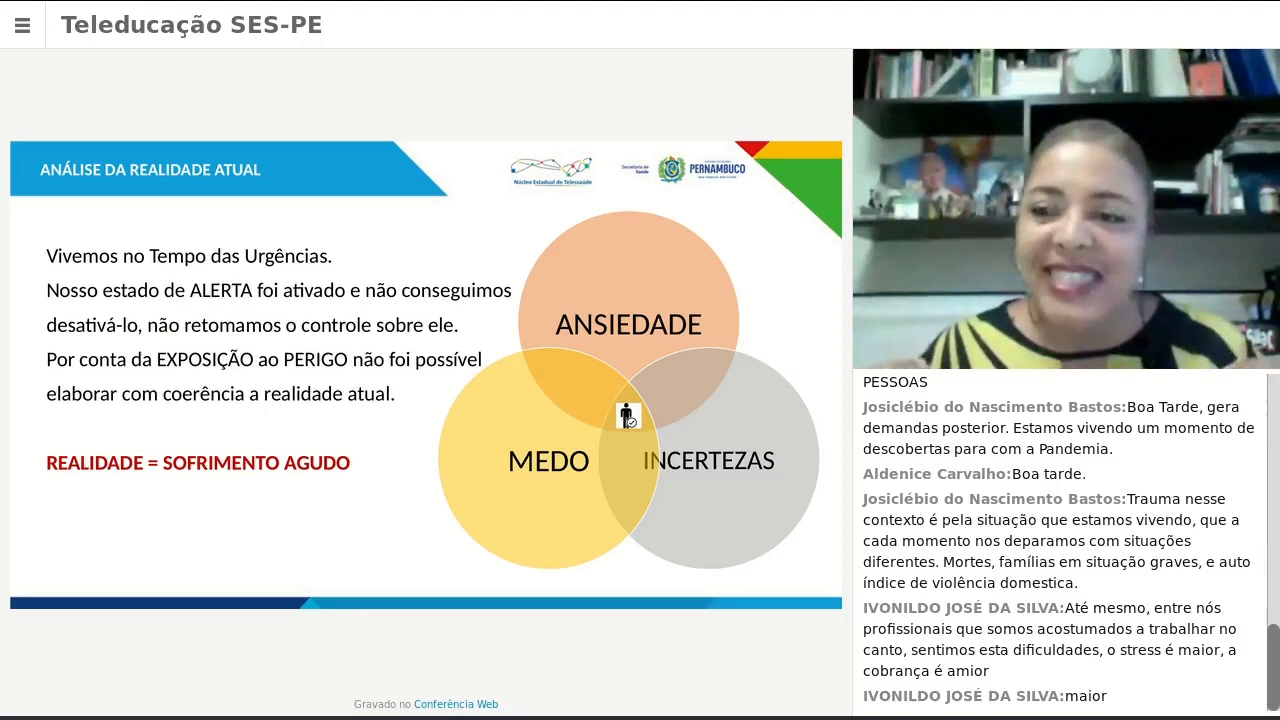 Teleducação SES-PE
ANÁLISE DA REALIDADE ATUAL
Núcleo Estadual de Telessaúde
Secretaria de
Saúde
PERNAMBUCO
Vivemos no Tempo das Urgências.
Nosso estado de ALERTA foi ativado e não conseguimos
desativá-lo, não retomamos o controle sobre ele.
Por conta da EXPOSIÇÃO ao PERIGO não foi possível
elaborar com coerência a realidade atual.
REALIDADE = SOFRIMENTO AGUDO
ANSIEDADE
MEDO
INCERTEZAS
Gravado no Conferência Web
PESSOAS
Josiclébio do Nascimento Bastos:Boa Tarde, gera
demandas posterior. Estamos vivendo um momento de
descobertas para com a Pandemia.
Aldenice Carvalho:Boa tarde.
Josiclébio do Nascimento Bastos:Trauma nesse
contexto é pela situação que estamos vivendo, que a
cada momento nos deparamos com situações
diferentes. Mortes, famílias em situação graves, e auto
índice de violência domestica.
IVONILDO JOSÉ DA SILVA:Até mesmo, entre nós
profissionais que somos acostumados a trabalhar no
canto, sentimos esta dificuldades, o stress é maior, a
cobrança é amior
IVONILDO JOSÉ DA SILVA:maior